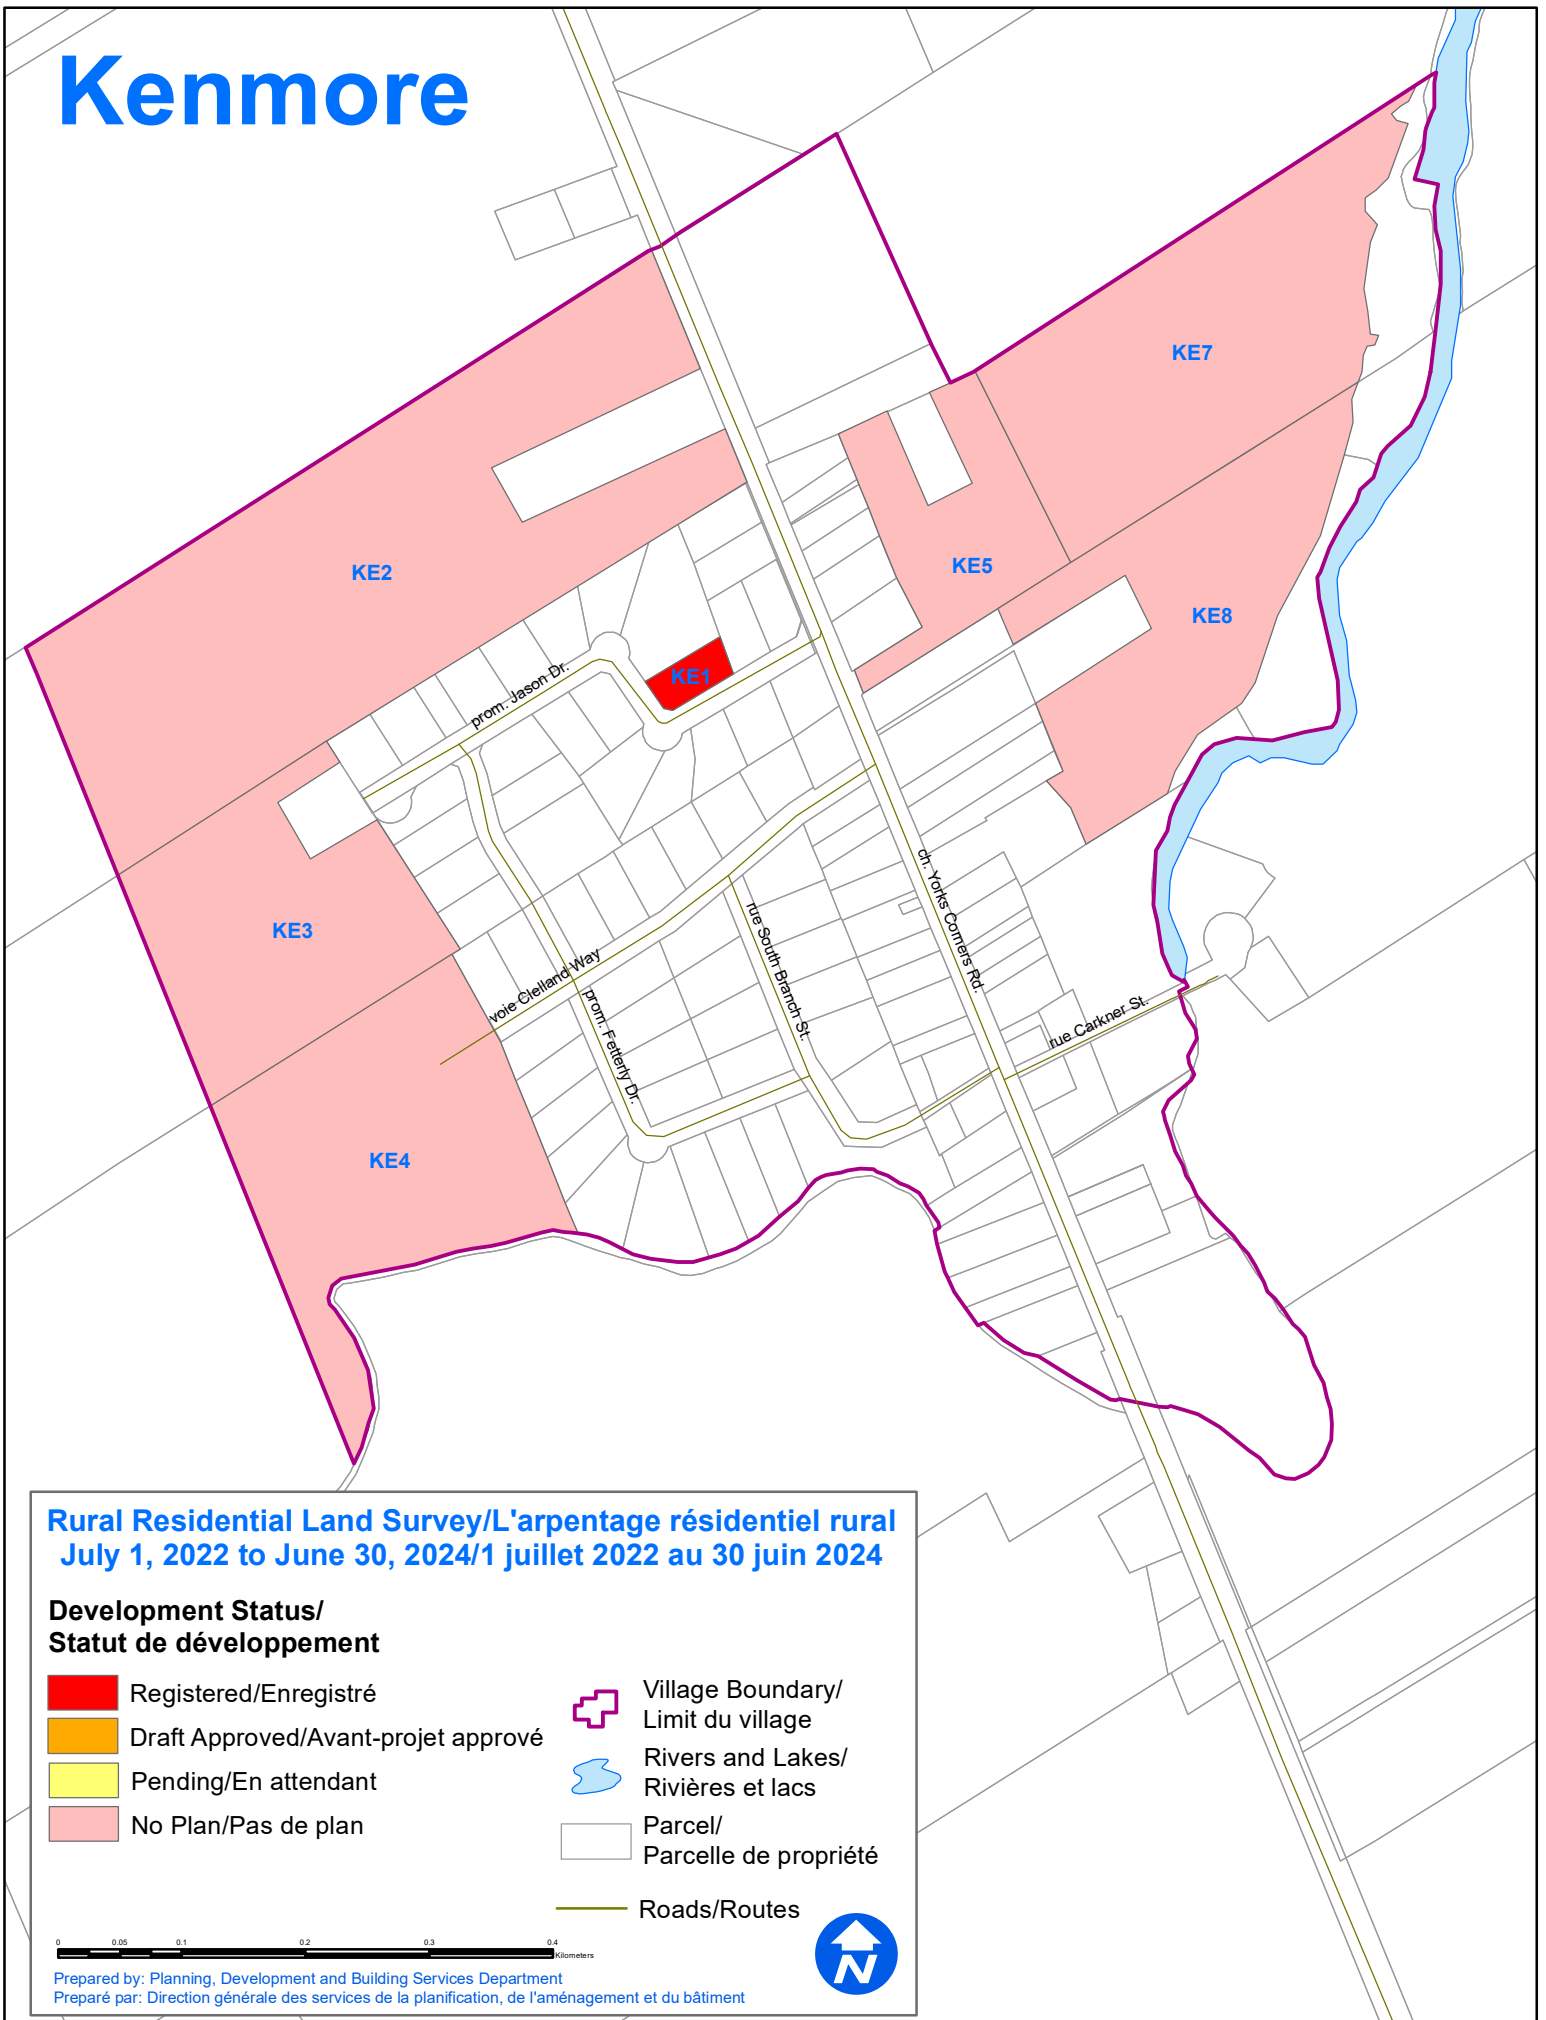 Kenmore
KE7
KE2
KE5
KE8
KE1
prom. Jason Dr.
KE3
ch. Yorks Corners Rd.
rue South Branch St.
voie Clelland Way
prom. Fetterly Dr.
rue Carkner St.
KE4
Rural Residential Land Survey/L'arpentage résidentiel rural
July 1, 2022 to June 30, 2024/1 juillet 2022 au 30 juin 2024
Development Status/
Statut de développement
Registered/Enregistré
Draft Approved/Avant-projet apprové
Pending/En attendant
No Plan/Pas de plan
Village Boundary/
Limit du village
Rivers and Lakes/
Rivières et lacs
Parcel/
Parcelle de propriété
Roads/Routes
0 0.05 0.1 0.2 0.3 0.4
Kilometers
N
Prepared by: Planning, Development and Building Services Department
Preparé par: Direction générale des services de la planification, de l'aménagement et du bâtiment